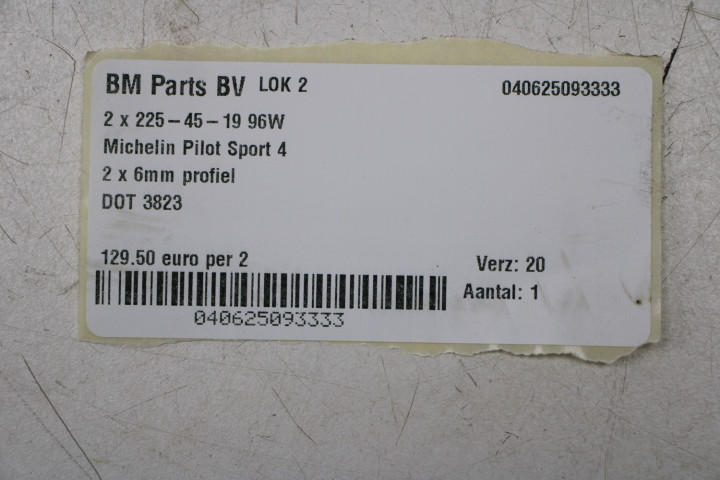 BM Parts BV LOK 2 040625093333
2 x 225-45-19 96W
Michelin Pilot Sport 4
2 x 6mm profiel
DOT 3823
129.50 euro per 2 Verz: 20
Aantal: 1
040625093333